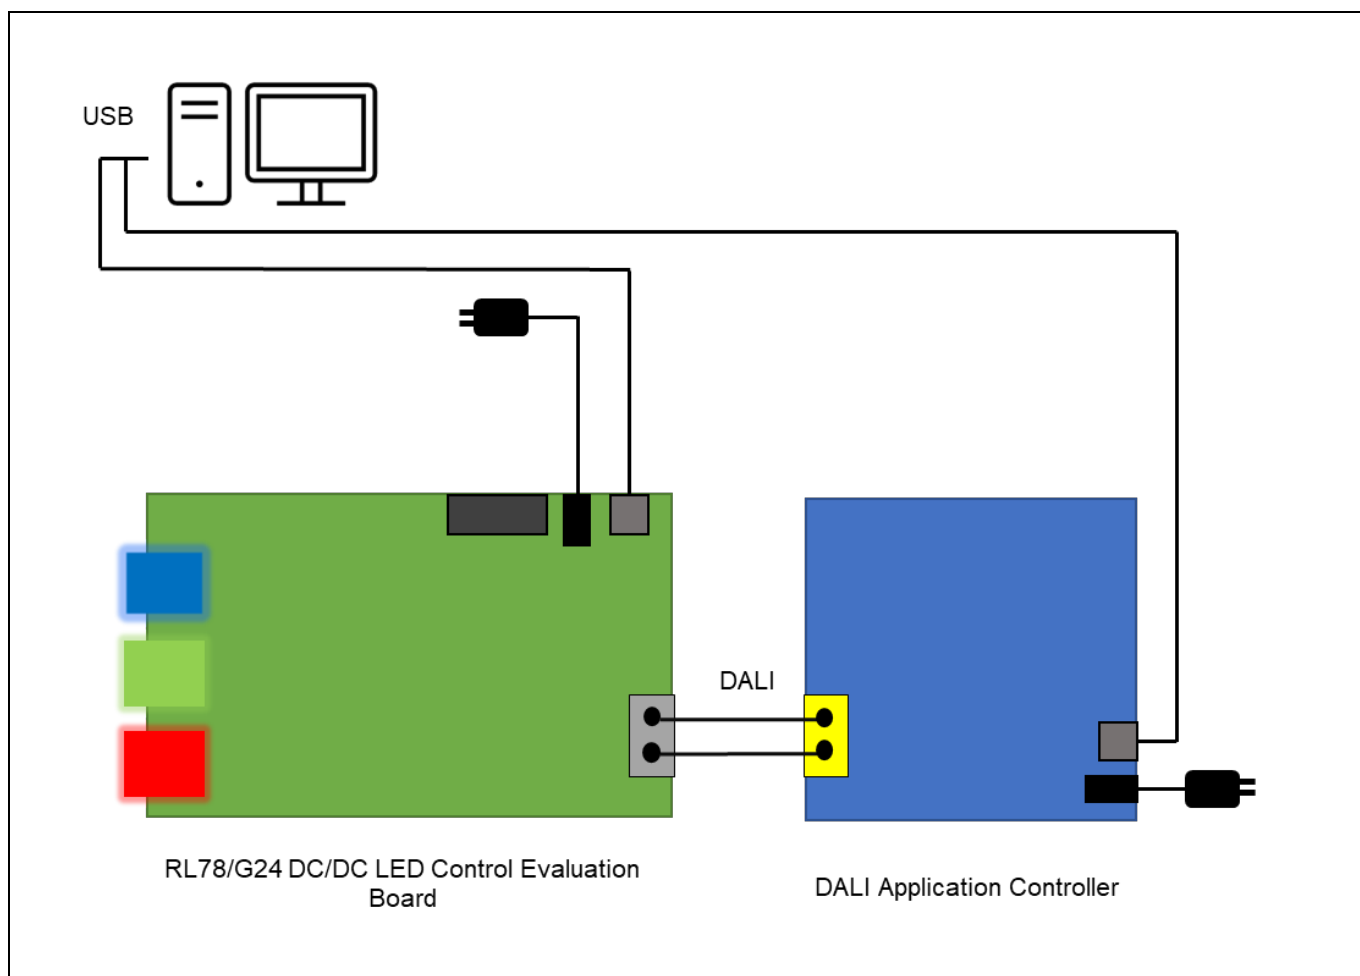 USB
DALI
RL78/G24 DC/DC LED Control Evaluation
Board
DALI Application Controller